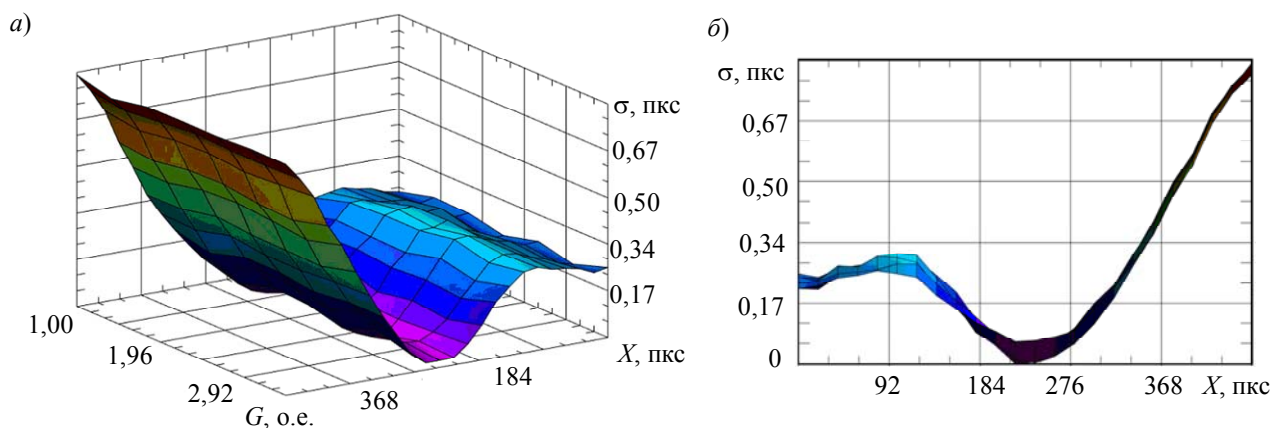 а)
σ, пкс
0,67
0,50
0,34
0,17
X, пкс
184
368
G, о.е.
2,92
1,96
1,00
б)
σ, пкс
0,67
0,50
0,34
0,17
0
92 184 276 368 X, пкс